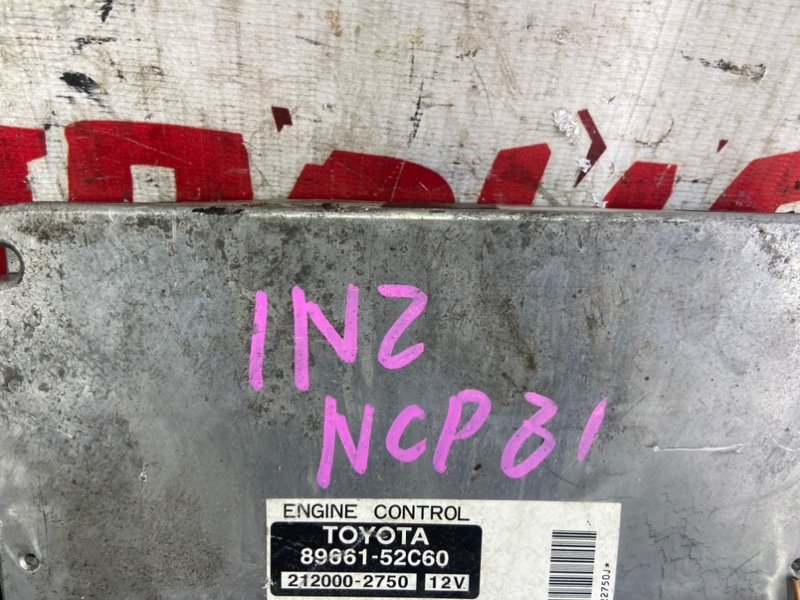 1NZ
NCP81
ENGINE CONTROL
TOYOTA
89661-52C60
212000-2750 12V